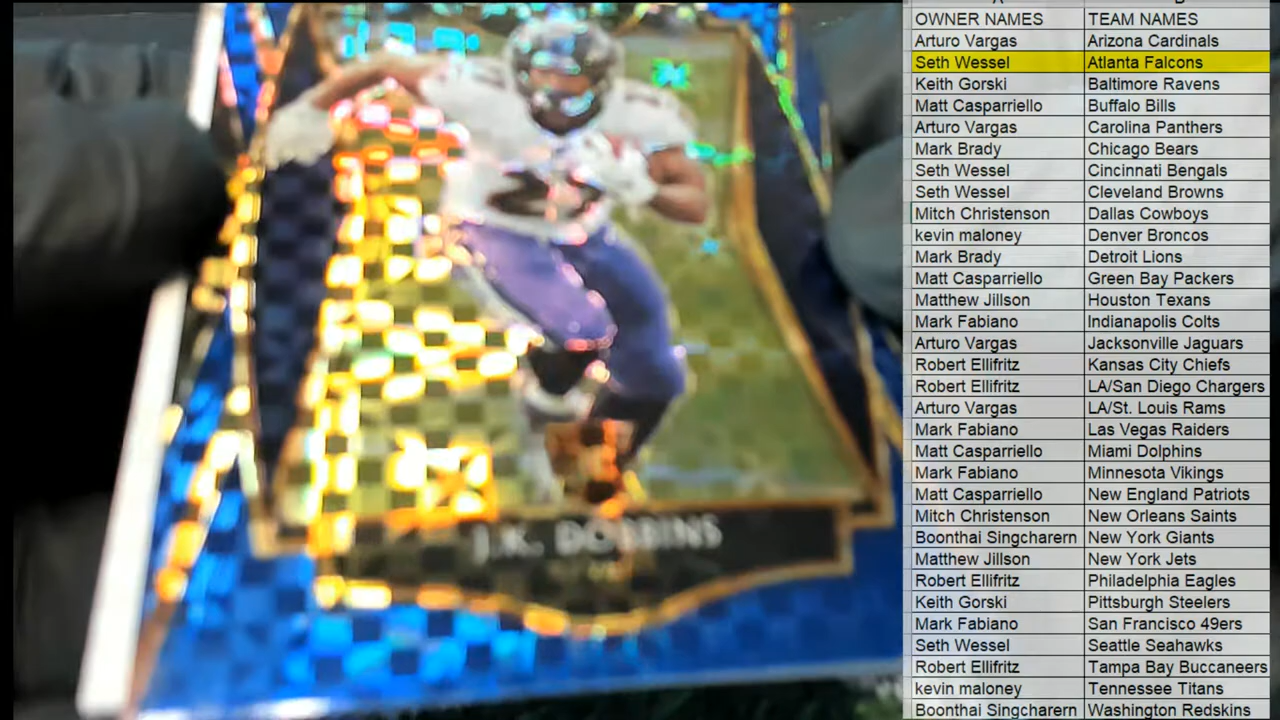 J.K. DOBBINS
OWNER NAMES TEAM NAMES
Arturo Vargas Arizona Cardinals
Seth Wessel Atlanta Falcons
Keith Gorski Baltimore Ravens
Matt Casparriello Buffalo Bills
Arturo Vargas Carolina Panthers
Mark Brady Chicago Bears
Seth Wessel Cincinnati Bengals
Seth Wessel Cleveland Browns
Mitch Christenson Dallas Cowboys
kevin maloney Denver Broncos
Mark Brady Detroit Lions
Matt Casparriello Green Bay Packers
Matthew Jillson Houston Texans
Mark Fabiano Indianapolis Colts
Arturo Vargas Jacksonville Jaguars
Robert Ellifritz Kansas City Chiefs
Robert Ellifritz LA/San Diego Chargers
Arturo Vargas LA/St. Louis Rams
Mark Fabiano Las Vegas Raiders
Matt Casparriello Miami Dolphins
Mark Fabiano Minnesota Vikings
Matt Casparriello New England Patriots
Mitch Christenson New Orleans Saints
Boonthai Singcharern New York Giants
Matthew Jillson New York Jets
Robert Ellifritz Philadelphia Eagles
Keith Gorski Pittsburgh Steelers
Mark Fabiano San Francisco 49ers
Seth Wessel Seattle Seahawks
Robert Ellifritz Tampa Bay Buccaneers
kevin maloney Tennessee Titans
Boonthai Singcharern Washington Redskins